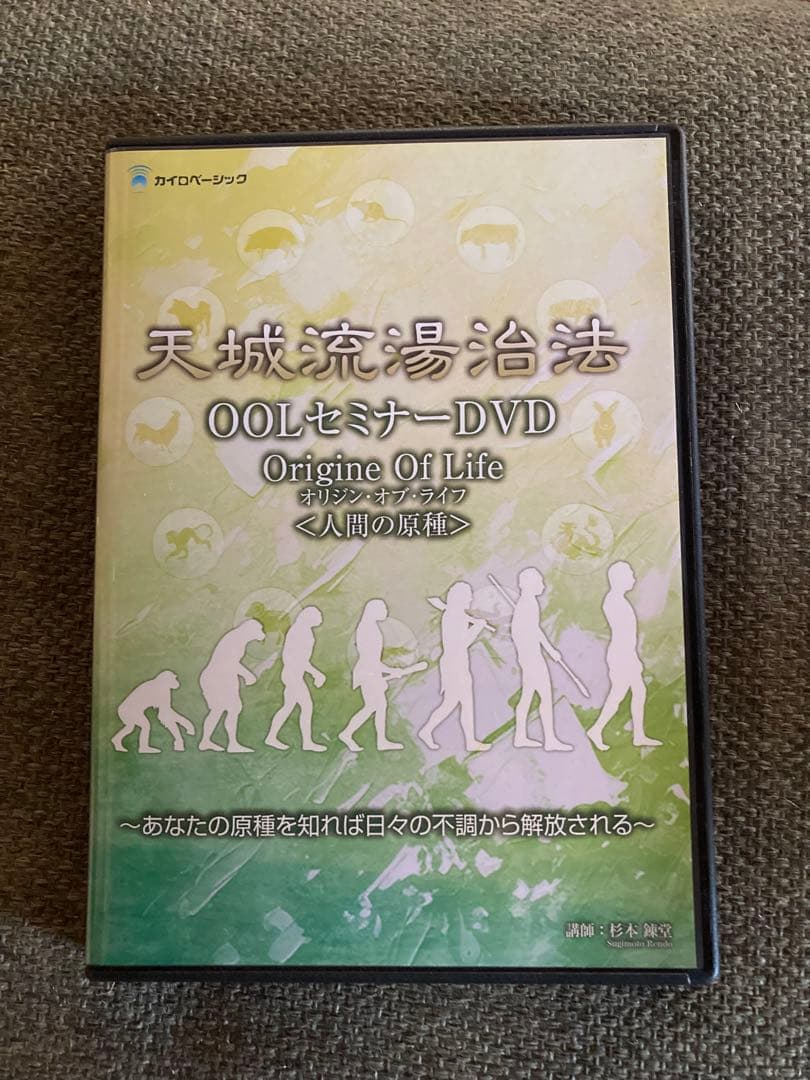 カイロベーシック
天城流湯治法
OOLセミナーDVD
Origine Of Life
オリジン・オブ・ライフ
<人間の原種>
～あなたの原種を知れば日々の不調から解放される～
講師：杉本 錬堂
Sugimoto Rendo